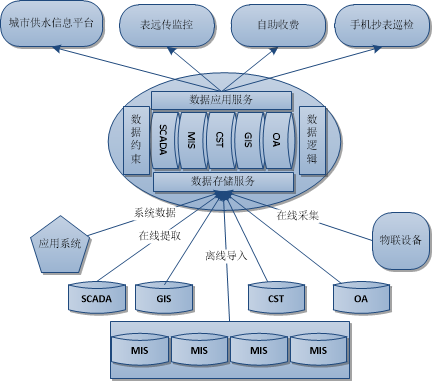 城市供水信息平台
表远传监控
自助收费
手机抄表巡检
数据应用服务
数据约束
SCADA
MIS
CST
GIS
OA
数据逻辑
数据存储服务
系统数据
在线采集
在线提取
应用系统
离线导入
物联设备
SCADA
GIS
CST
OA
MIS
MIS
MIS
MIS